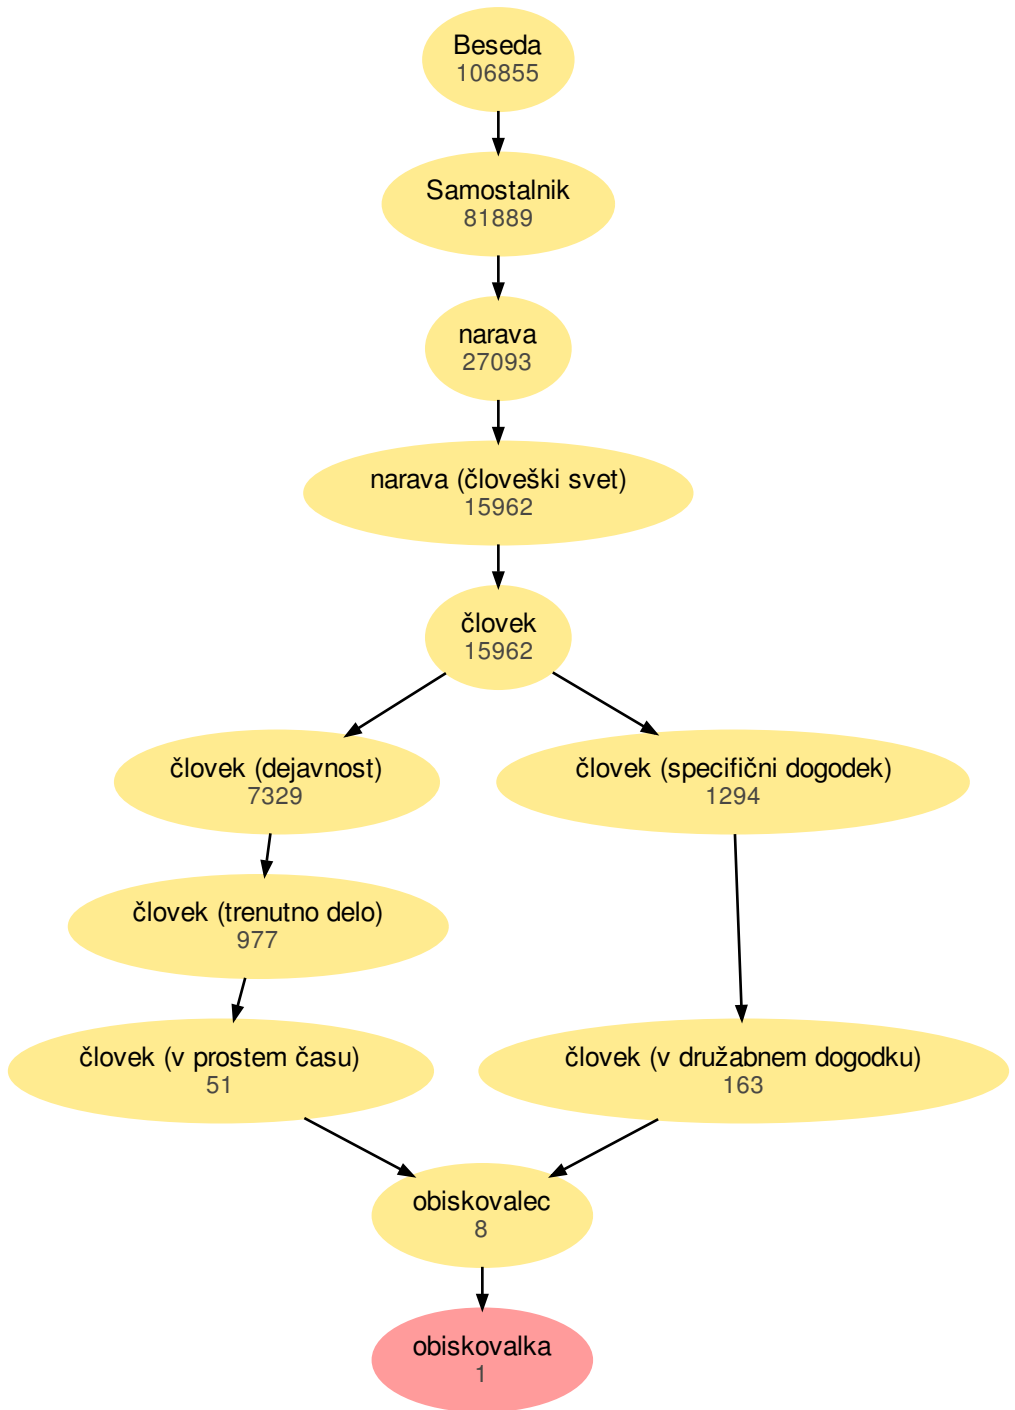 Beseda
106855
Samostalnik
81889
narava
27093
narava (človeški svet)
15962
človek
15962
človek (dejavnost)
7329
človek (specifični dogodek)
1294
človek (trenutno delo)
977
človek (v prostem času)
51
človek (v družabnem dogodku)
163
obiskovalec
8
obiskovalka
1